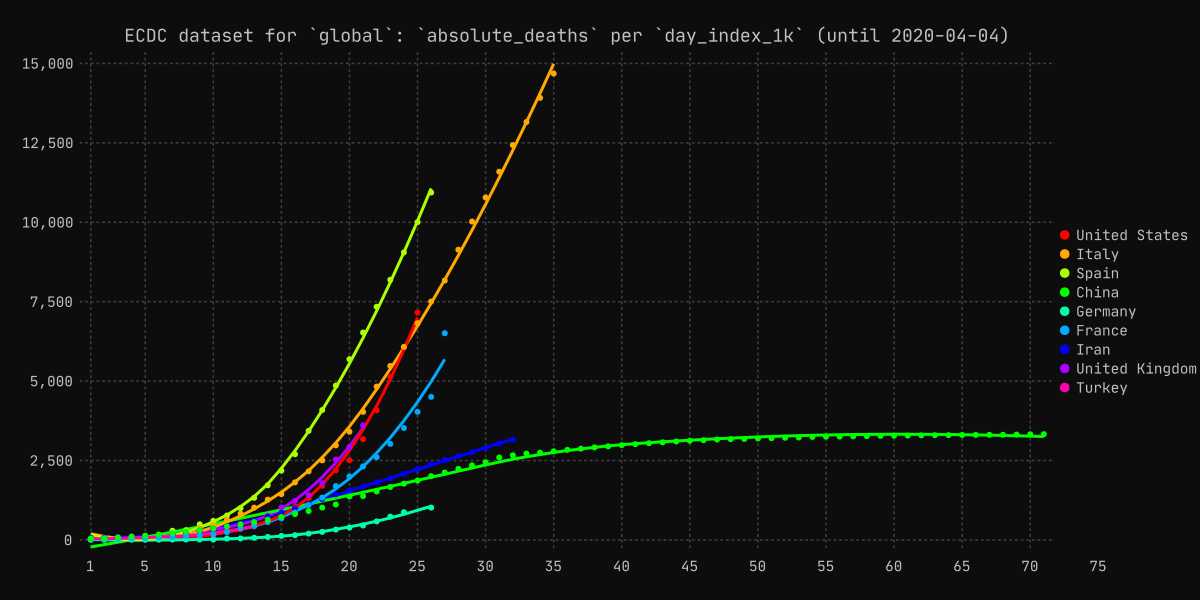 ECDC dataset for `global`: `absolute_deaths` per `day_index_1k` (until 2020-04-04)
15,000
12,500
10,000
7,500
5,000
2,500
0
1 5 10 15 20 25 30 35 40 45 50 55 60 65 70 75
United States
Italy
Spain
China
Germany
France
Iran
United Kingdom
Turkey